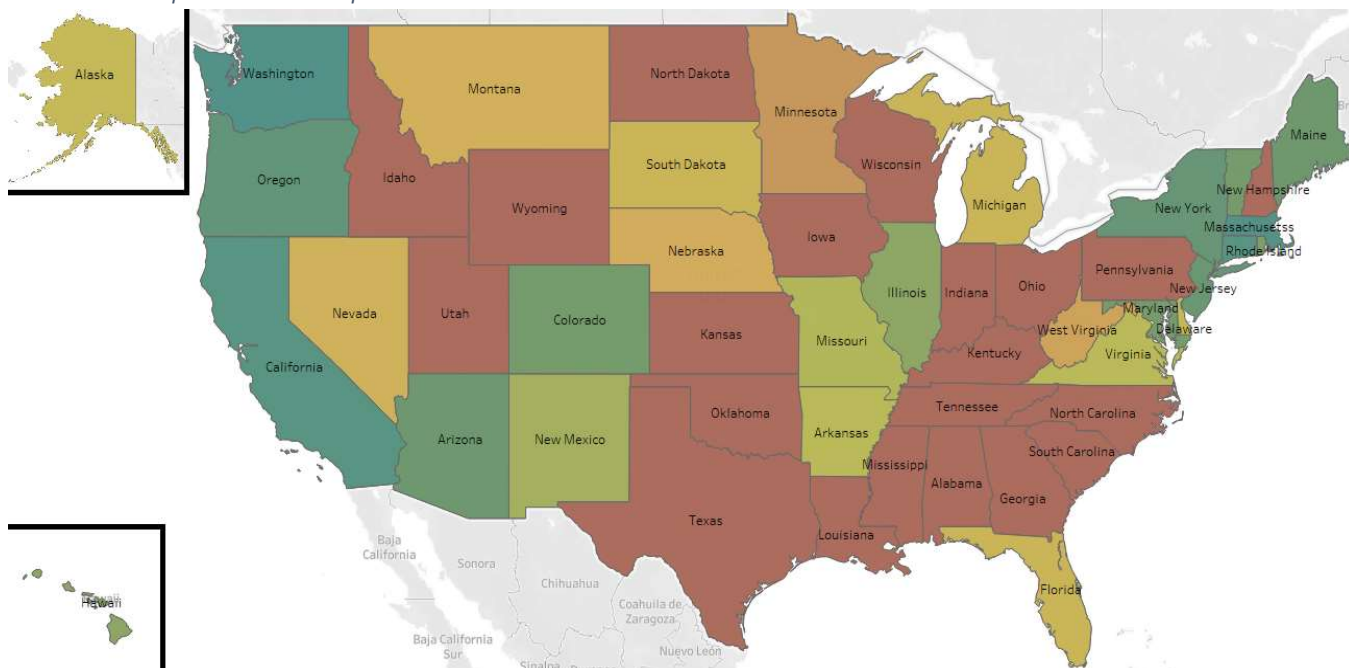 Alaska
Washington
Montana
North Dakota
Minnesota
Maine
Oregon
Idaho
Wyoming
South Dakota
Wisconsin
Michigan
New Hampshire
New York
Massachusetss
Rhode Island
Iowa
Nebraska
Pennsylvania
New Jersey
Illinois
Indiana
Ohio
Maryland
Delaware
Nevada
Utah
Colorado
Kansas
Missouri
West Virginia
Virginia
Kentucky
California
Arizona
New Mexico
Oklahoma
Arkansas
Tennessee
North Carolina
South Carolina
Mississippi
Alabama
Georgia
Texas
Louisiana
Florida
Hawaii
Baja
California
Sonora
Chihuahua
Coahuila de
Zaragoza
Nuevo León
Baja California
Sur